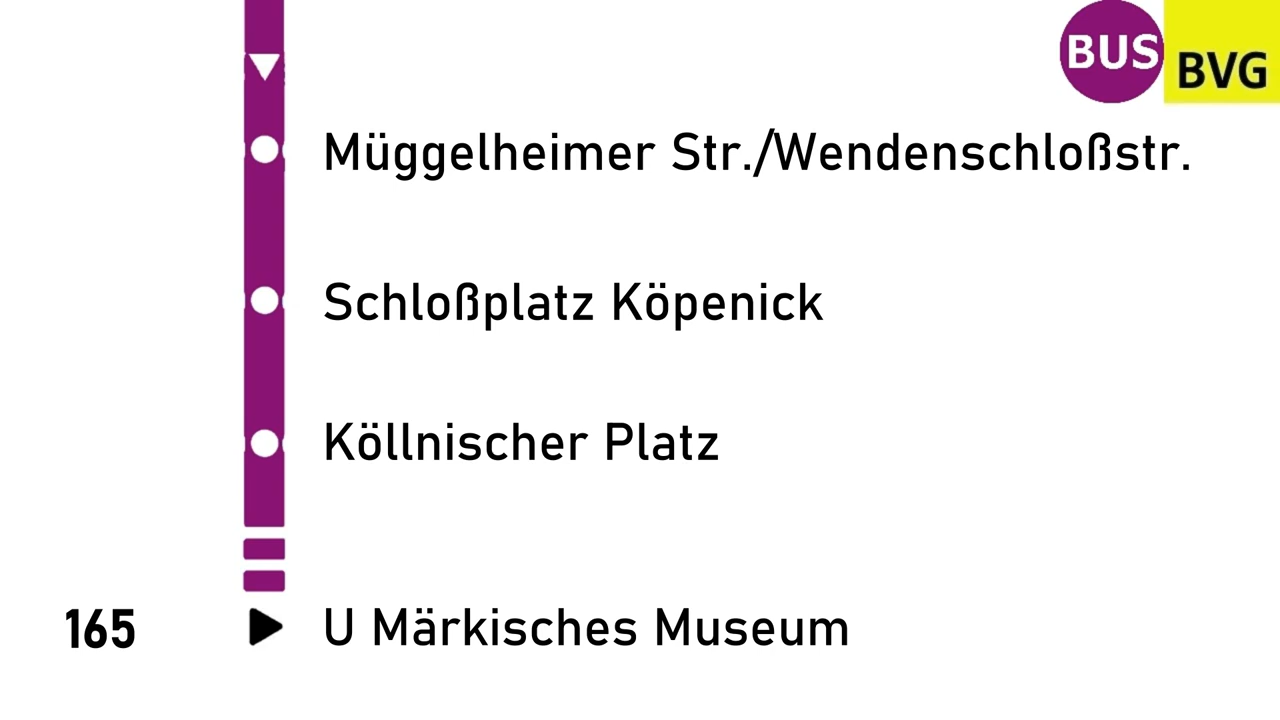 BUS BVG
Müggelheimer Str./Wendenschloßstr.
Schloßplatz Köpenick
Köllnischer Platz
165 U Märkisches Museum